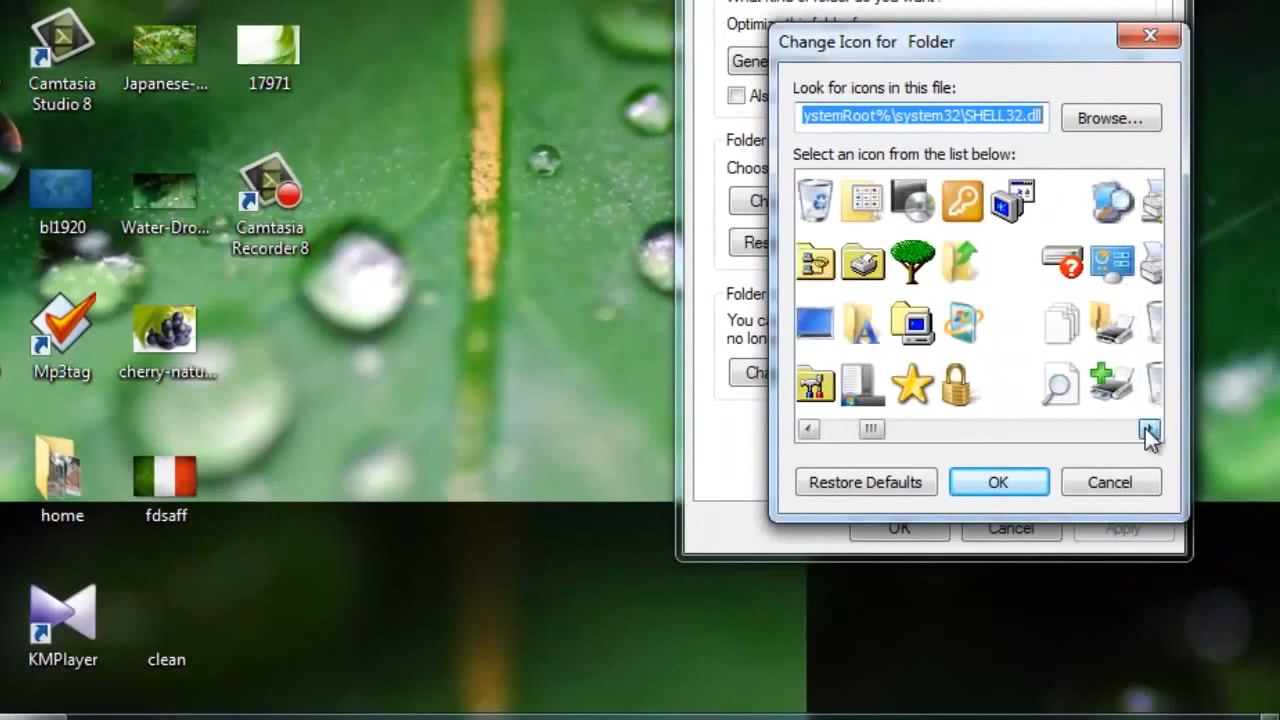 Camtasia
Studio 8
Japanese-...
17971
bl1920
Water-Dro...
Camtasia
Recorder 8
Mp3tag
cherry-natu...
home
fdsaff
KMPlayer
clean
What kind of folder do you want?
Optimize this folder for
Gene
Als
Folder
Choos
Ch
Res
Folder
You ca
no lon
Cha
OK
Cancel
Apply
Change Icon for  Folder
Look for icons in this file:
ystemRoot%\system32\SHELL32.dll
Browse...
Select an icon from the list below:
Restore Defaults
OK
Cancel